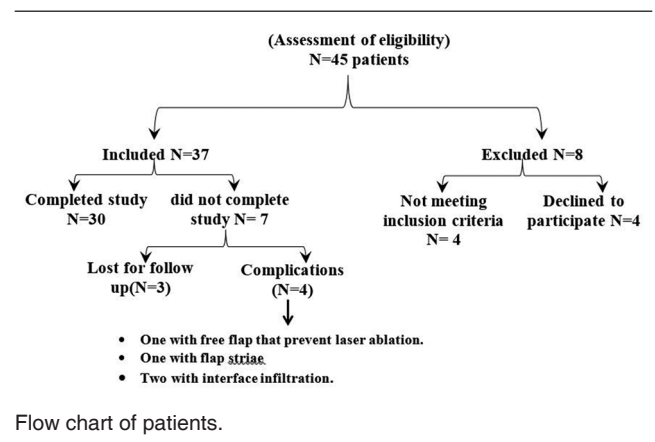 (Assessment of eligibility)
N=45 patients
Included N=37
Excluded N=8
Completed study
N=30
did not complete
study N= 7
Not meeting
inclusion criteria
N= 4
Declined to
participate N=4
Lost for follow
up(N=3)
Complications
(N=4)
• One with free flap that prevent laser ablation.
• One with flap striae
• Two with interface infiltration.
Flow chart of patients.